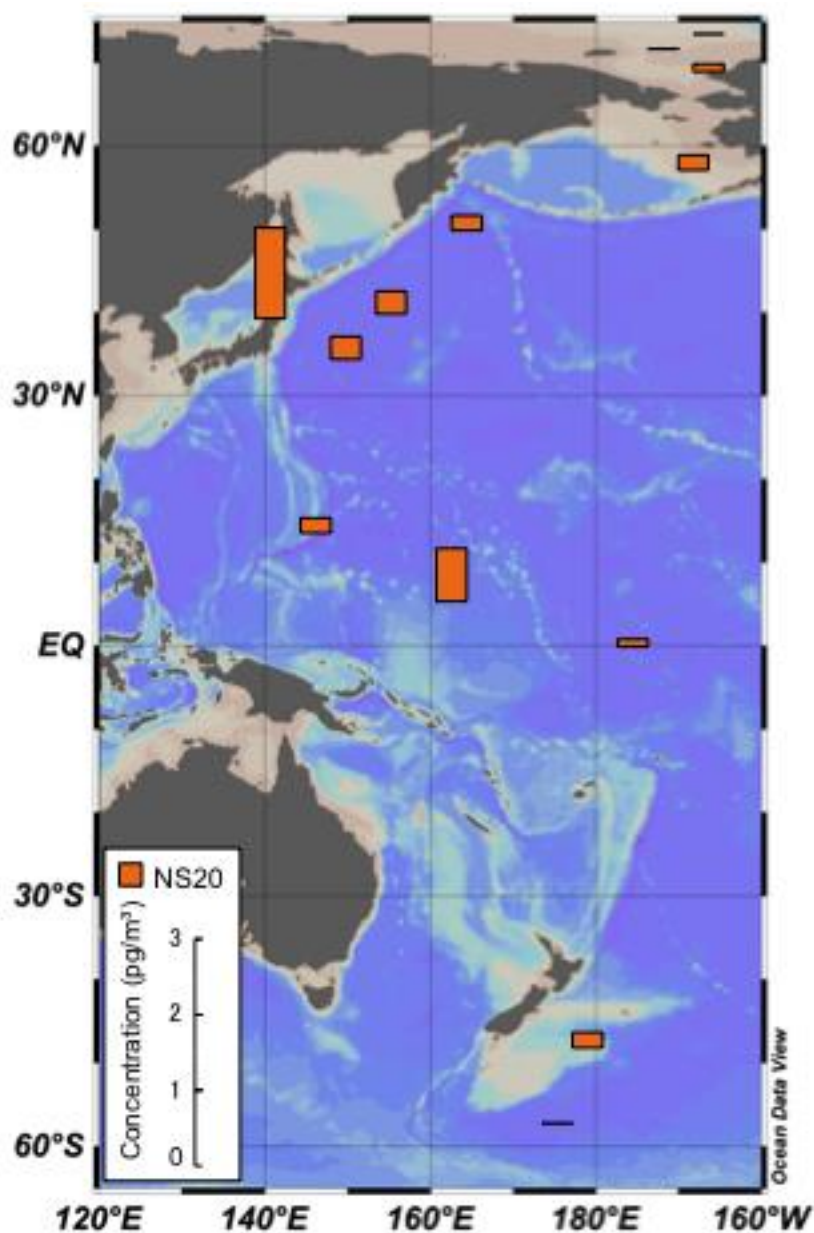 60°N
30°N
EQ
30°S
60°S
NS20
Concentration (pg/m³)
3
2
1
0
Ocean Data View
120°E 140°E 160°E 180°E 160°W